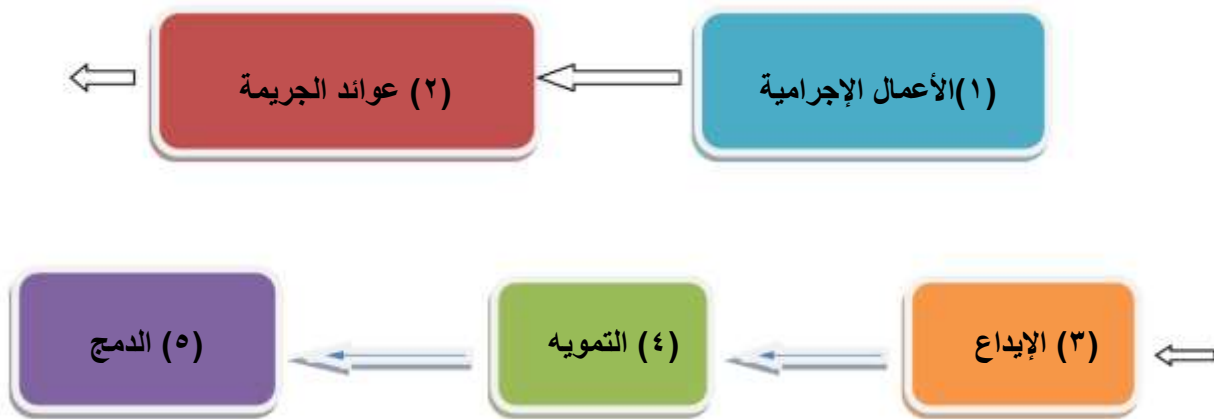 (١)الأعمال الإجرامية
(٢) عوائد الجريمة
(٣) الإيداع
(٤) التمويه
(٥) الدمج